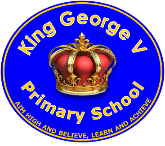 King George V
Primary School
AIM HIGH AND BELIEVE, LEARN AND ACHIEVE